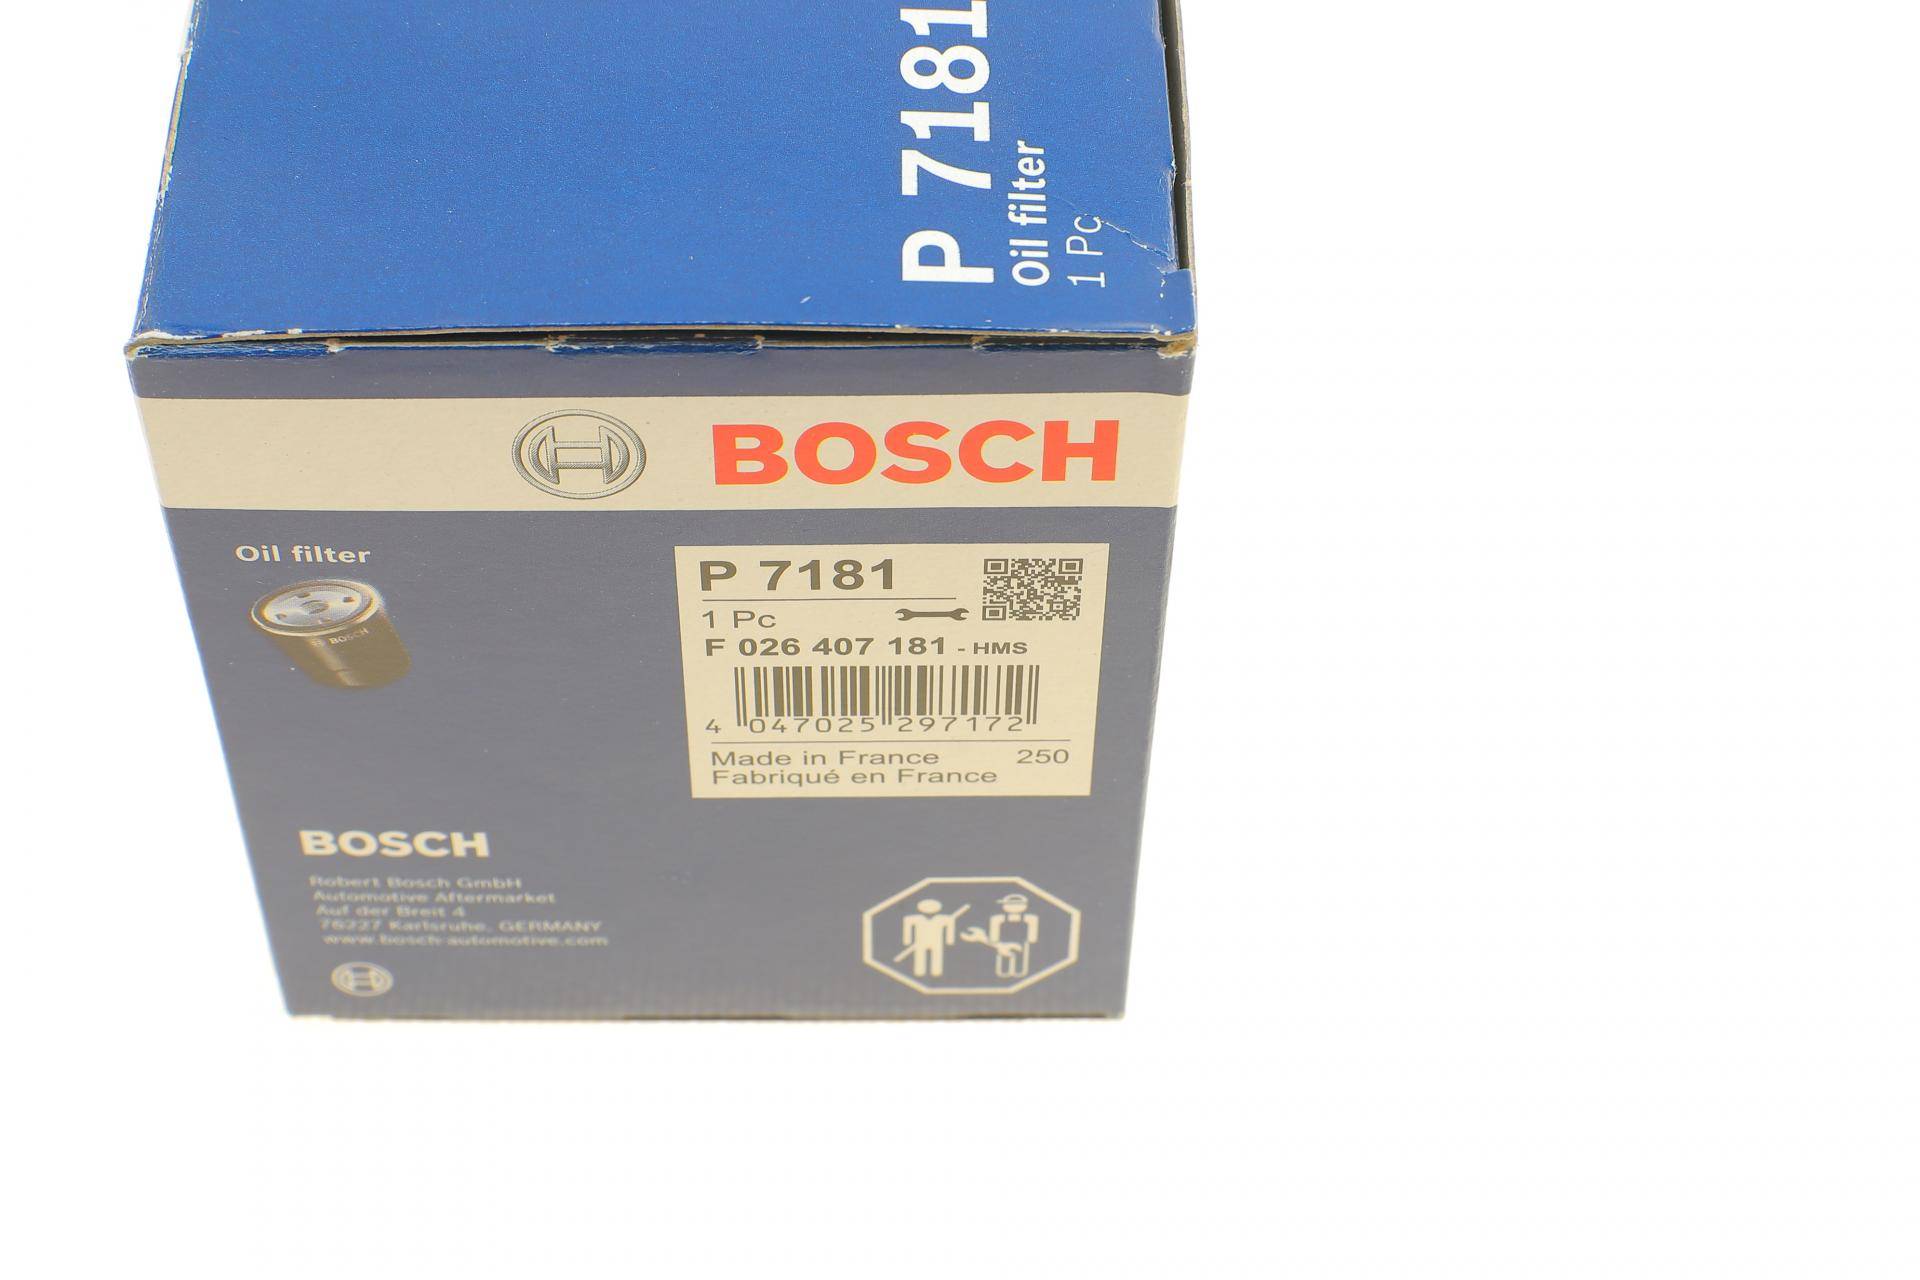 P 7181
Oil filter
1 Pc
BOSCH
Oil filter
BOSCH
P 7181
1 Pc
F 026 407 181 - HMS
4 047025 297172
Made in France 250
Fabriqué en France
BOSCH
Robert Bosch GmbH
Automotive Aftermarket
Auf der Breit 4
76227 Karlsruhe, GERMANY
www.bosch-automotive.com